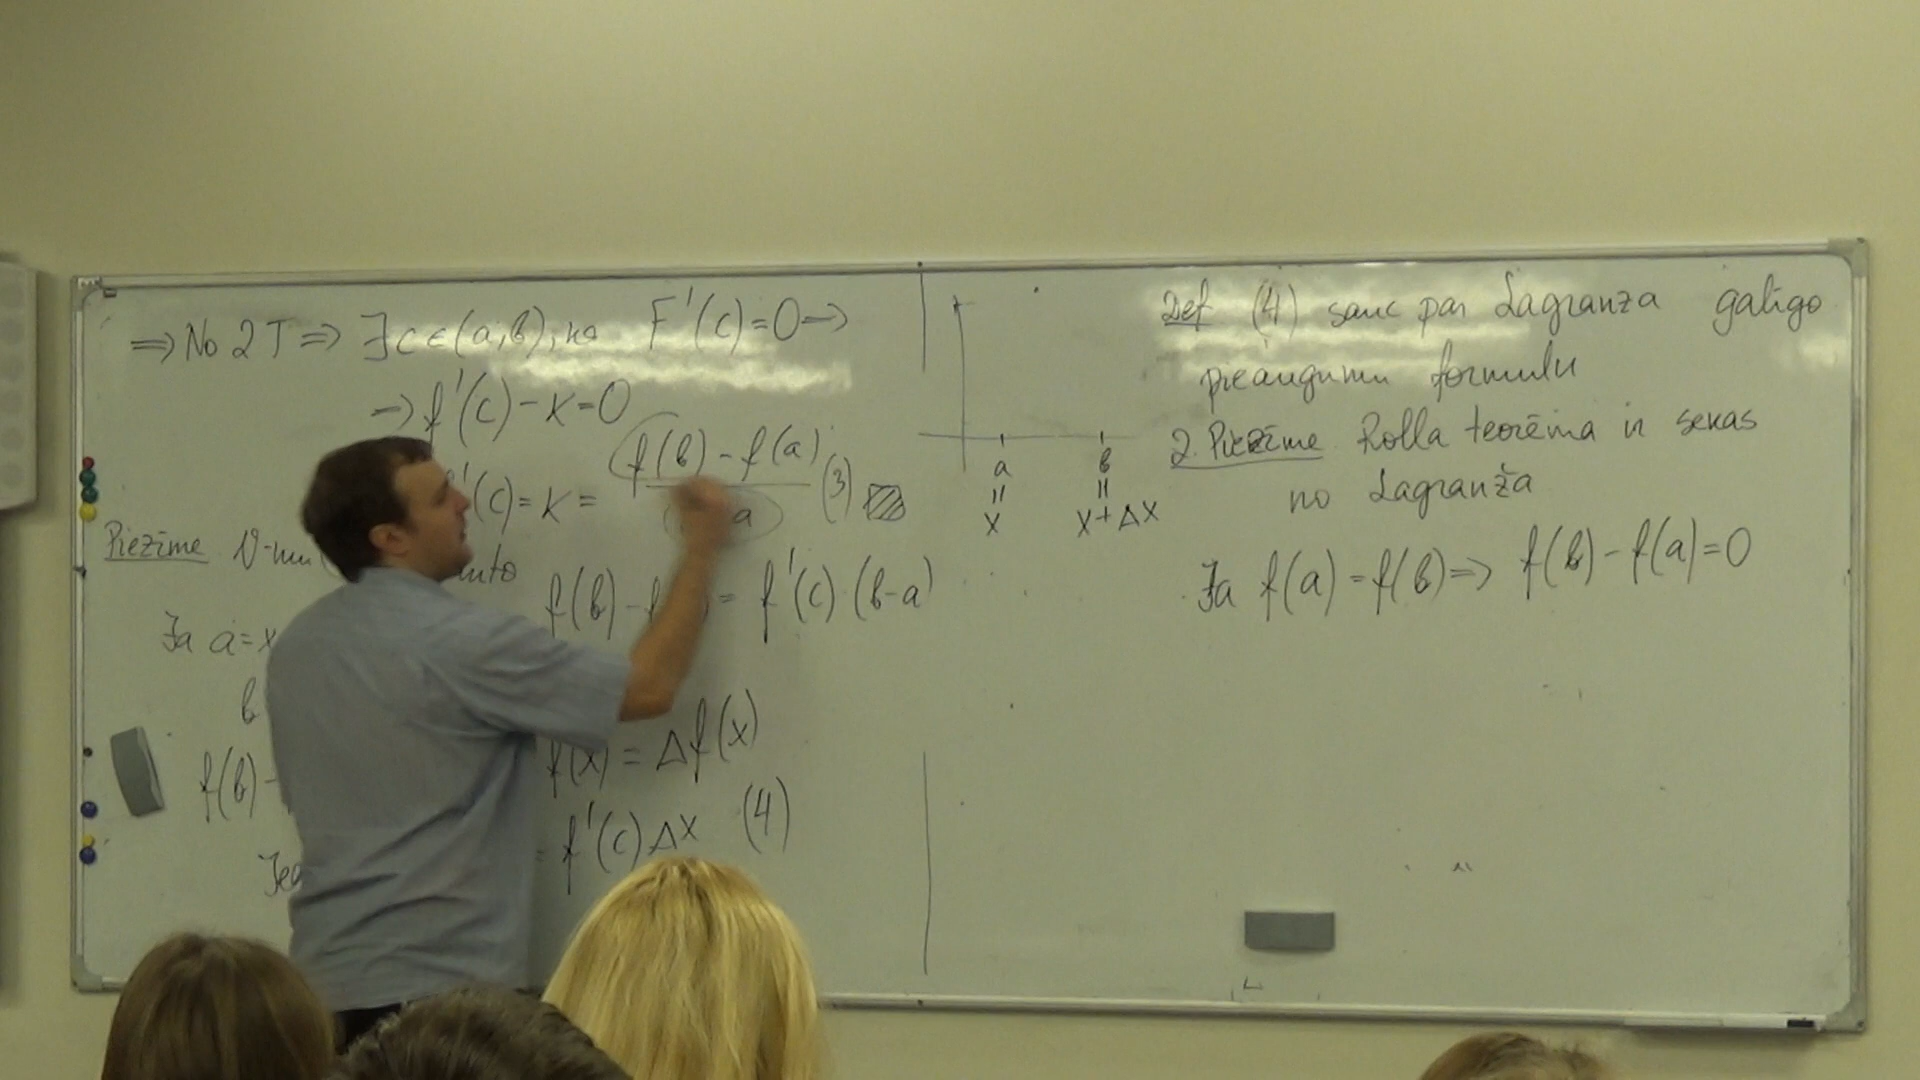 ⇒ No 2T ⇒ ∃ c ∈ (a,b), ka F'(c)=0 →
→ f'(c) - K = 0
'(c) = K = f(b) - f(a) / a (3)
Piezīme
f(b) - f = f'(c) (b-a)
Ja a = x
b
f(b) -
f(x) = Δf(x)
= f'(c) Δx (4)
a b
= =
x x+Δx
Def (4) sauc par Lagranža galīgo
pieaugumu formulu
2. Piezīme Rolla teorēma ir sekas
no Lagranža
Ja f(a) = f(b) ⇒ f(b) - f(a) = 0